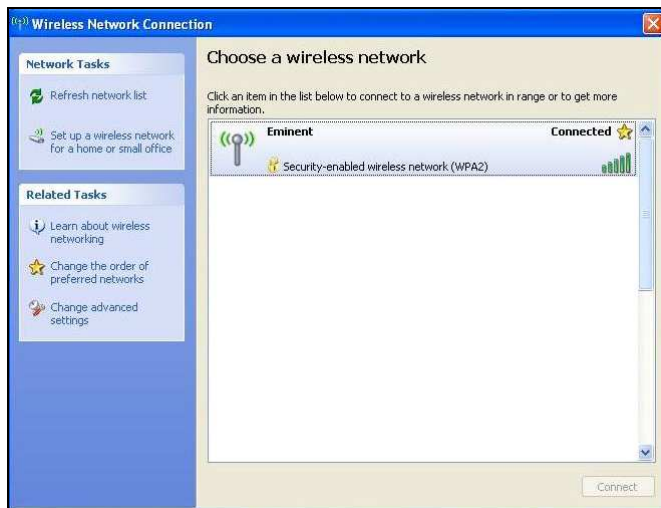 Wireless Network Connection
Network Tasks
Refresh network list
Set up a wireless network
for a home or small office
Related Tasks
Learn about wireless
networking
Change the order of
preferred networks
Change advanced
settings
Choose a wireless network
Click an item in the list below to connect to a wireless network in range or to get more
information.
Eminent Connected
Security-enabled wireless network (WPA2)
Connect